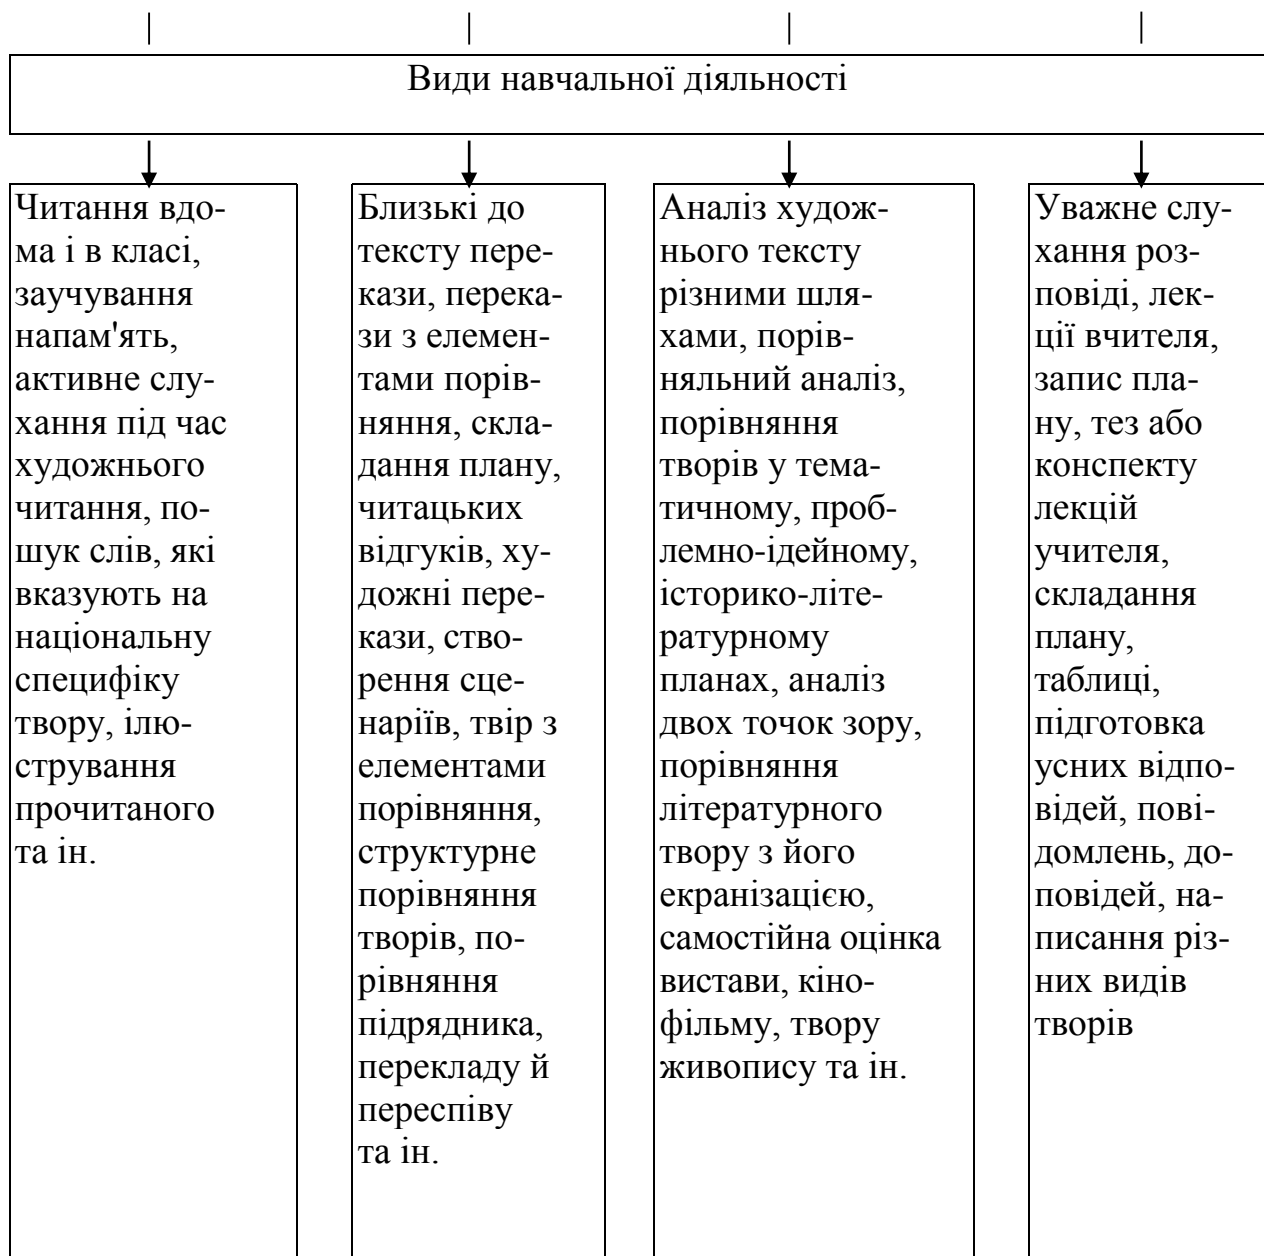 Види навчальної діяльності
Читання вдо-
ма і в класі,
заучування
напам'ять,
активне слу-
хання під час
художнього
читання, по-
шук слів, які
вказують на
національну
специфіку
твору, ілю-
стрування
прочитаного
та ін.
Близькі до
тексту пере-
кази, перека-
зи з елемен-
тами порів-
няння, скла-
дання плану,
читацьких
відгуків, ху-
дожні пере-
кази, ство-
рення сце-
наріїв, твір з
елементами
порівняння,
структурне
порівняння
творів, по-
рівняння
підрядника,
перекладу й
переспіву
та ін.
Аналіз худож-
нього тексту
різними шля-
хами, порів-
няльний аналіз,
порівняння
творів у тема-
тичному, проб-
лемно-ідейному,
історико-літе-
ратурному
планах, аналіз
двох точок зору,
порівняння
літературного
твору з його
екранізацією,
самостійна оцінка
вистави, кіно-
фільму, твору
живопису та ін.
Уважне слу-
хання роз-
повіді, лек-
ції вчителя,
запис пла-
ну, тез або
конспекту
лекцій
учителя,
складання
плану,
таблиці,
підготовка
усних відпо-
відей, пові-
домлень, до-
повідей, на-
писання різ-
них видів
творів